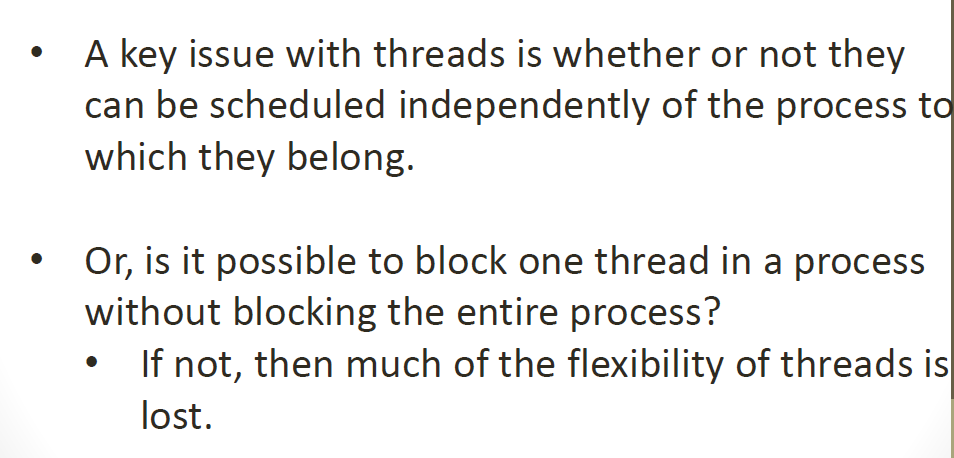 • A key issue with threads is whether or not they
can be scheduled independently of the process to
which they belong.
• Or, is it possible to block one thread in a process
without blocking the entire process?
• If not, then much of the flexibility of threads is
lost.